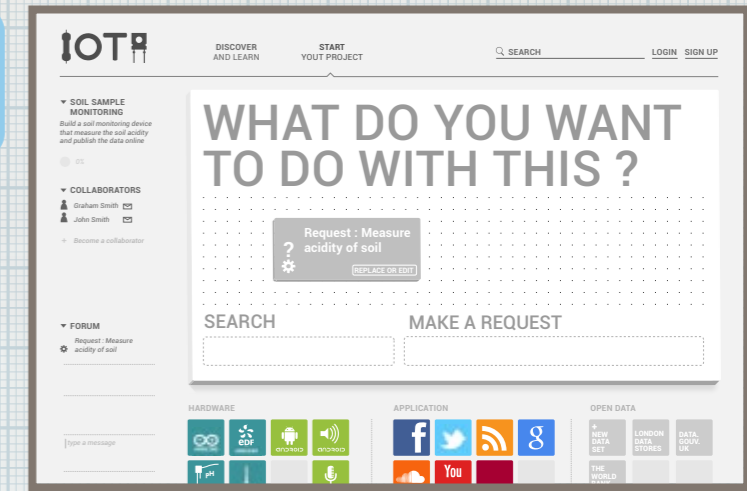 IOT
DISCOVER
AND LEARN
START
YOUT PROJECT
SEARCH
LOGIN SIGN UP
SOIL SAMPLE
MONITORING
Build a soil monitoring device
that measure the soil acidity
and publish the data online
0%
COLLABORATORS
Graham Smith
John Smith
+ Become a collaborator
FORUM
Request : Measure
acidity of soil
type a message
WHAT DO YOU WANT
TO DO WITH THIS ?
Request : Measure
? acidity of soil
REPLACE OR EDIT
SEARCH
MAKE A REQUEST
HARDWARE
eDF
ANDROID
ANDROID
pH
APPLICATION
f
g
You
OPEN DATA
+
NEW
DATA
SET
LONDON
DATA
STORES
DATA.
GOUV.
UK
THE
WORLD